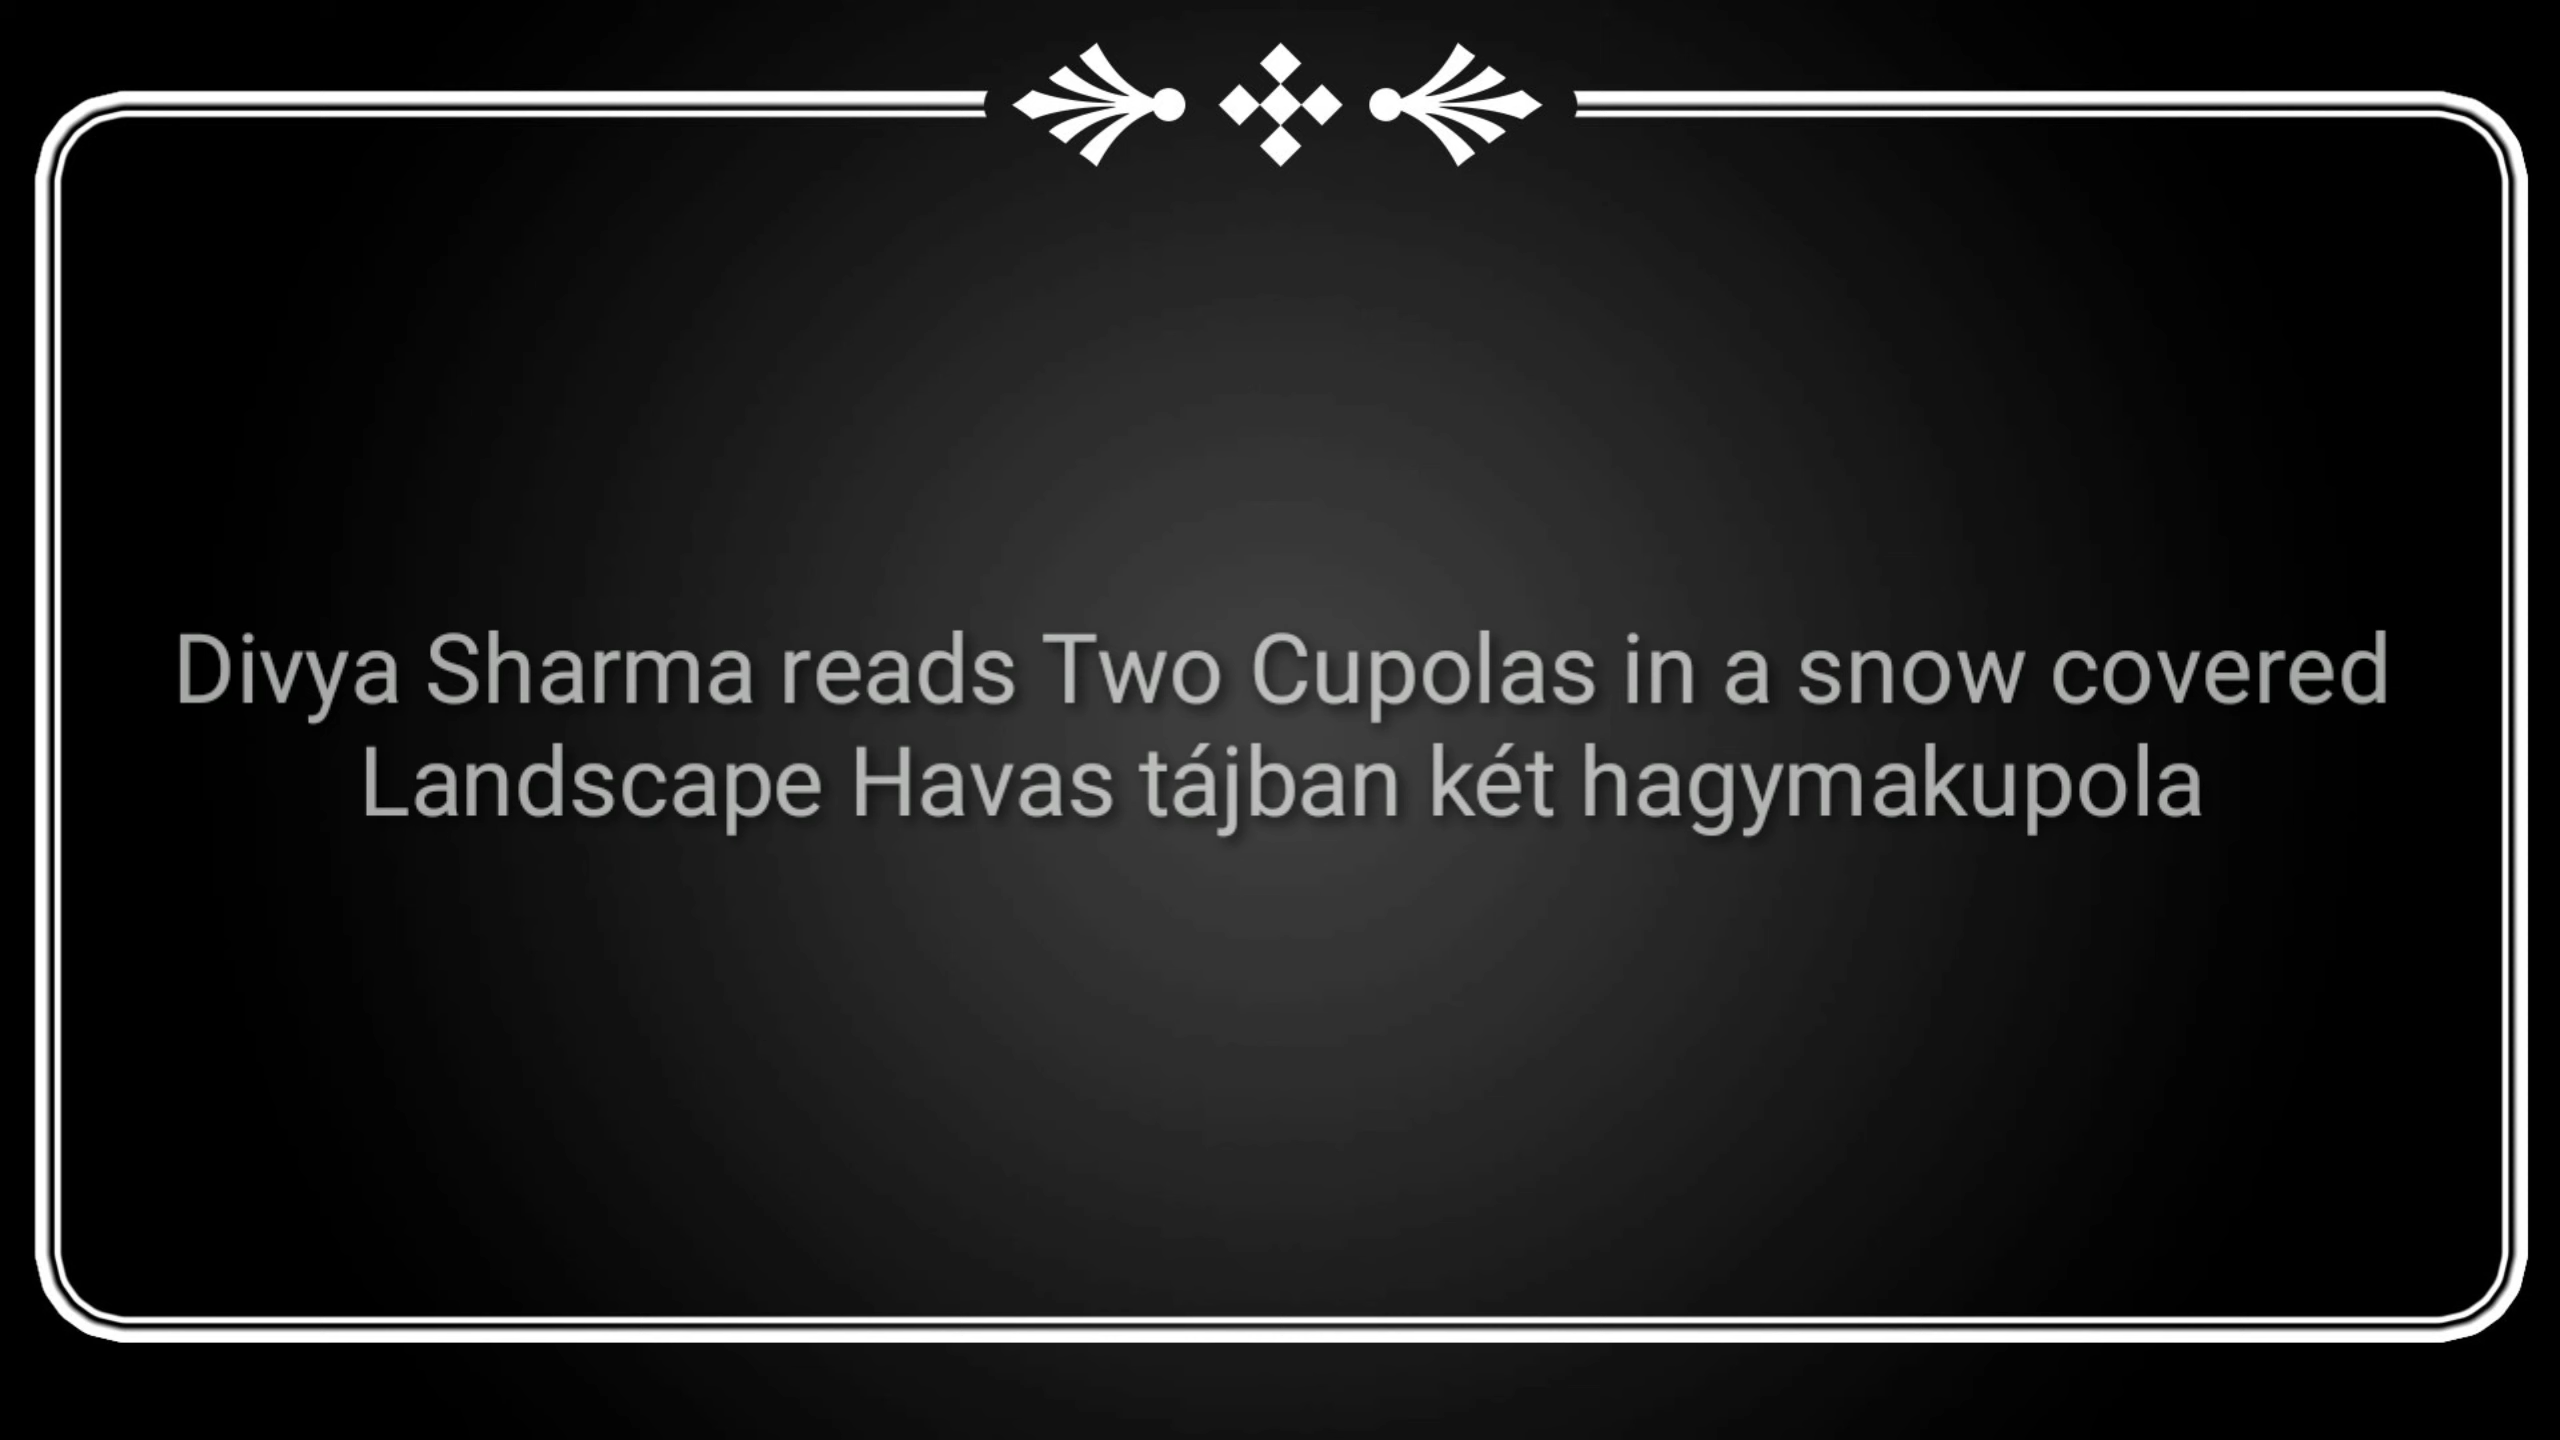 Divya Sharma reads Two Cupolas in a snow covered
Landscape Havas tájban két hagymakupola